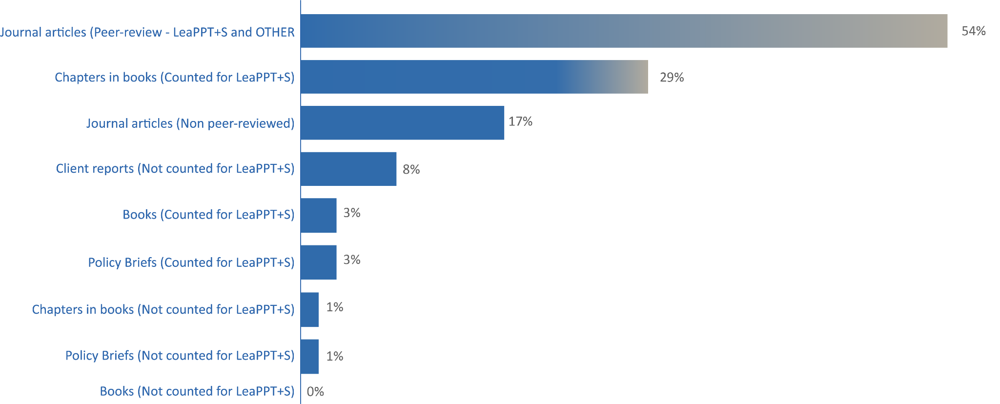 Journal articles (Peer-review - LeaPPT+S and OTHER 54%
Chapters in books (Counted for LeaPPT+S) 29%
Journal articles (Non peer-reviewed) 17%
Client reports (Not counted for LeaPPT+S) 8%
Books (Counted for LeaPPT+S) 3%
Policy Briefs (Counted for LeaPPT+S) 3%
Chapters in books (Not counted for LeaPPT+S) 1%
Policy Briefs (Not counted for LeaPPT+S) 1%
Books (Not counted for LeaPPT+S) 0%